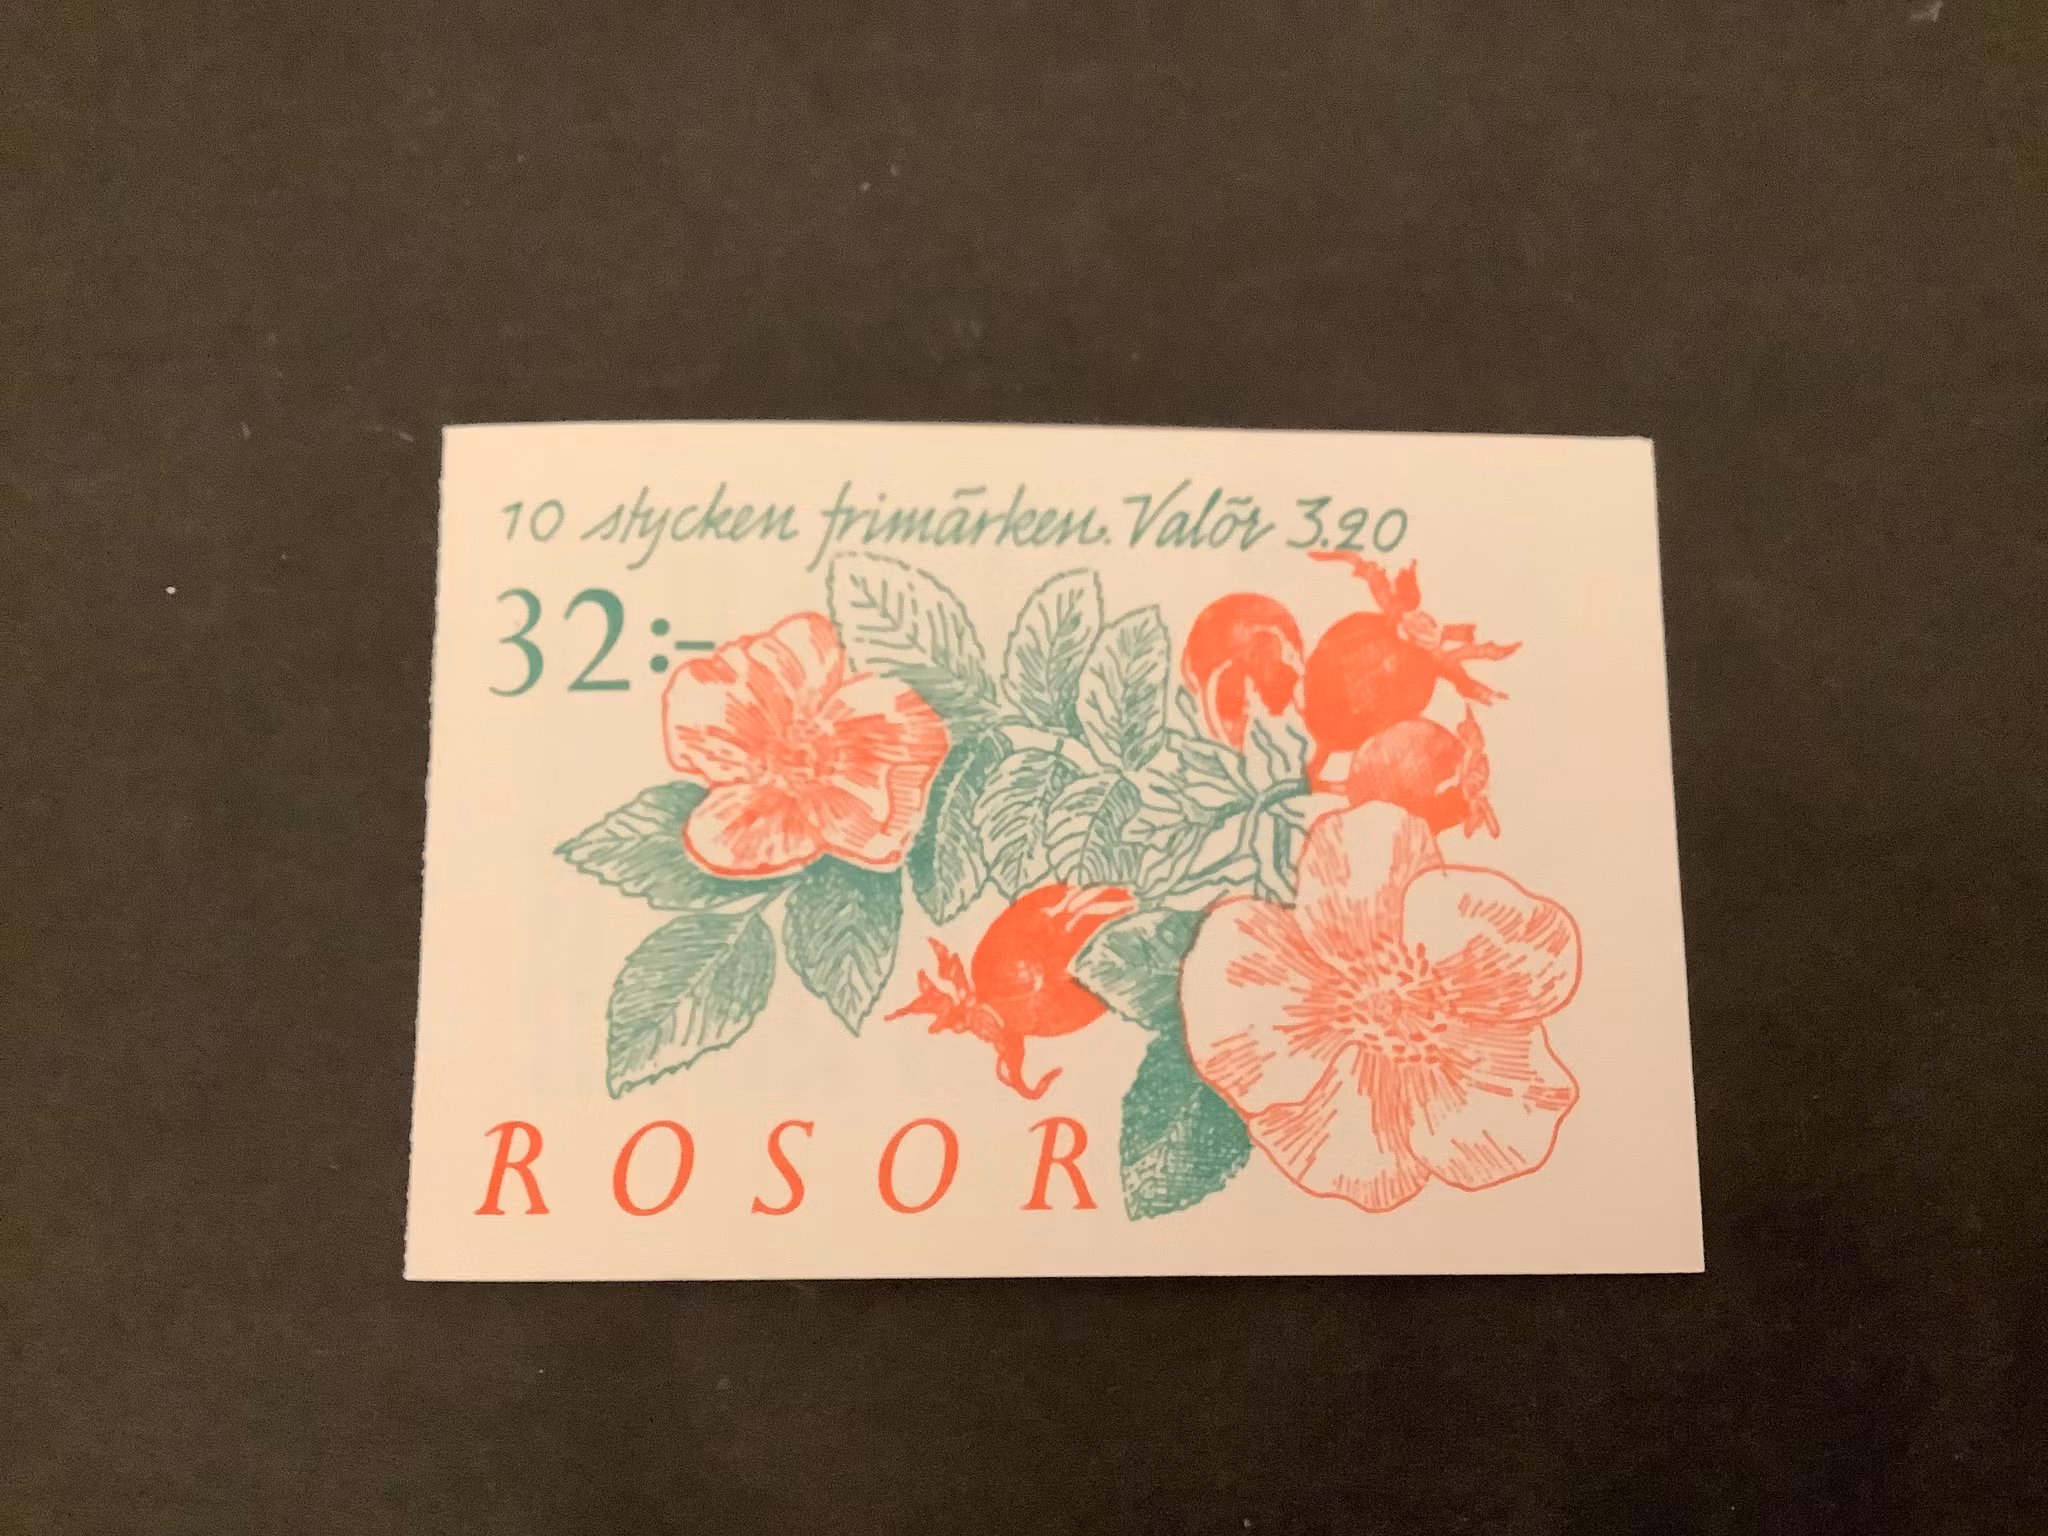 10 stycken frimärken. Valör 3.20
32:-
ROSOR